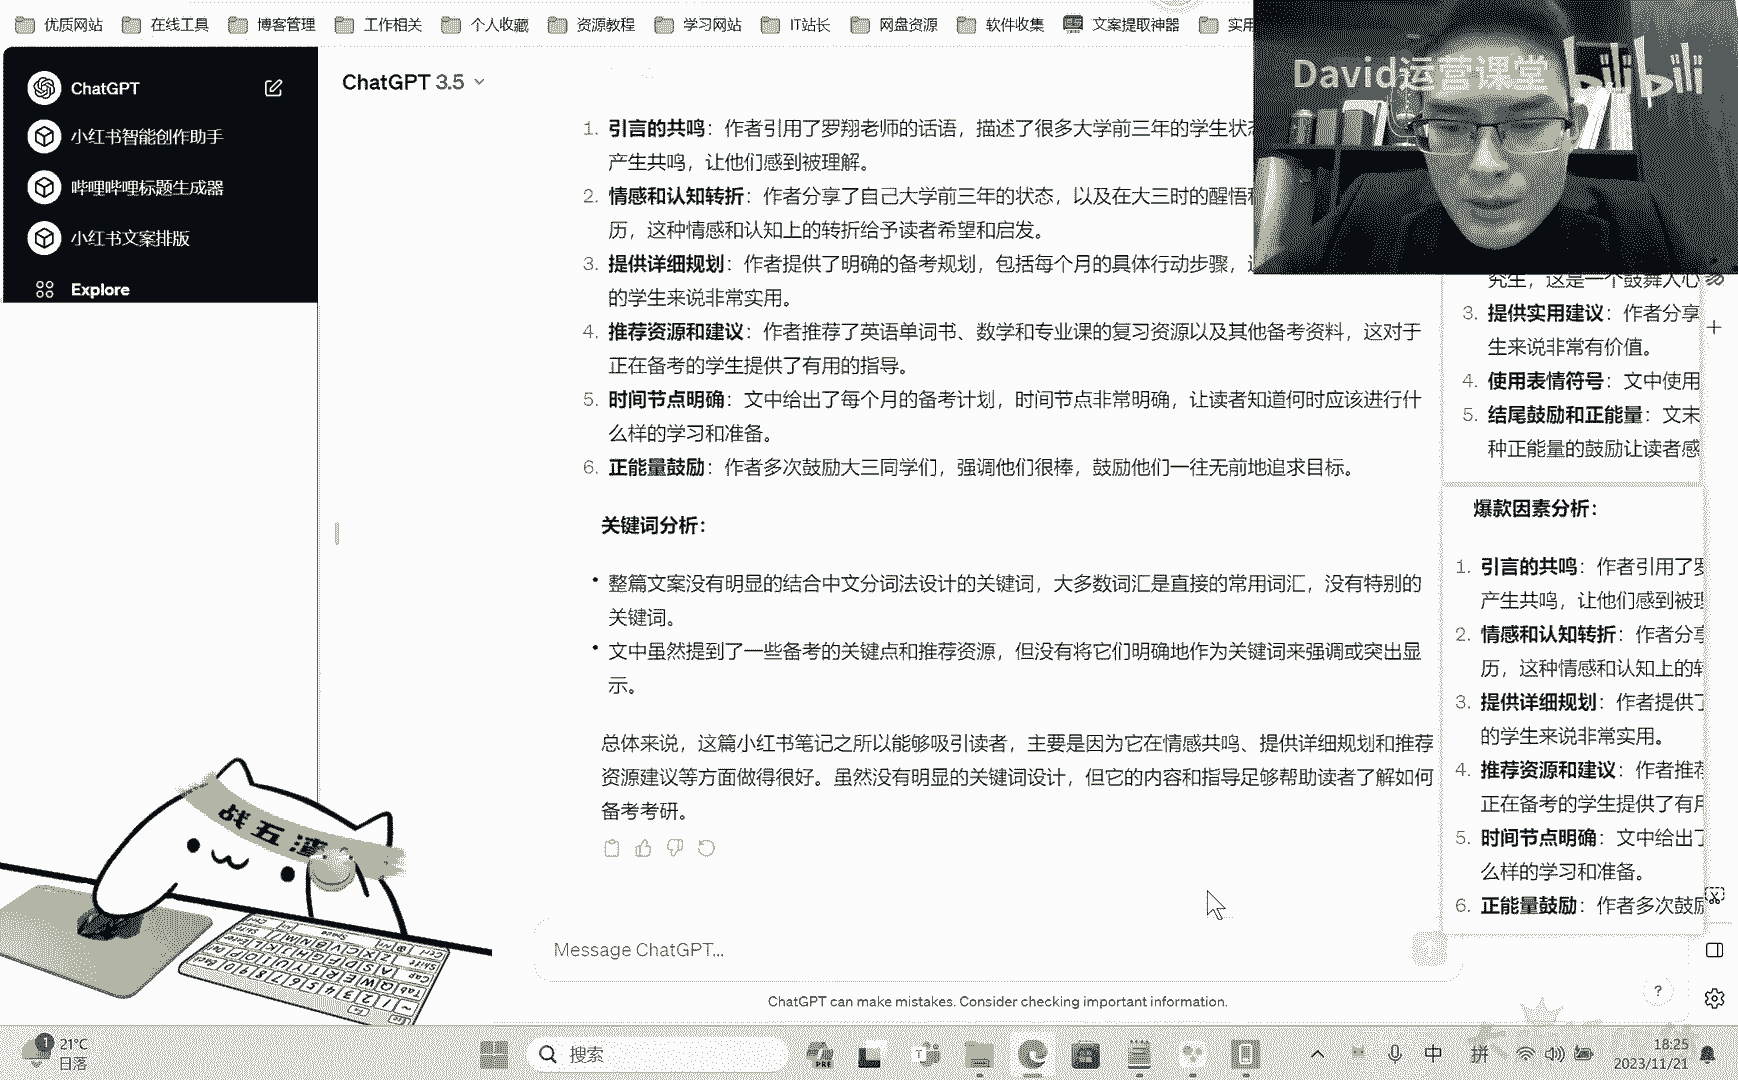 优质网站
在线工具
博客管理
工作相关
个人收藏
资源教程
学习网站
IT站长
网盘资源
软件收集
文案提取神器
David运营课堂
bilibili
ChatGPT
小红书智能创作助手
哔哩哔哩标题生成器
小红书文案排版
Explore
ChatGPT 3.5
1. 引言的共鸣：作者引用了罗翔老师的话语，描述了很多大学前三年的学生状态
产生共鸣，让他们感到被理解。
2. 情感和认知转折：作者分享了自己大学前三年的状态，以及在大三时的醒悟
历，这种情感和认知上的转折给予读者希望和启发。
3. 提供详细规划：作者提供了明确的备考规划，包括每个月的具体行动步骤，
的学生来说非常实用。
4. 推荐资源和建议：作者推荐了英语单词书、数学和专业课的复习资源以及其他备考资料，这对于
正在备考的学生提供了有用的指导。
5. 时间节点明确：文中给出了每个月的备考计划，时间节点非常明确，让读者知道何时应该进行什
么样的学习和准备。
6. 正能量鼓励：作者多次鼓励大三同学们，强调他们很棒，鼓励他们一往无前地追求目标。
关键词分析：
• 整篇文案没有明显的结合中文分词法设计的关键词，大多数词汇是直接的常用词汇，没有特别的
关键词。
• 文中虽然提到了一些备考的关键点和推荐资源，但没有将它们明确地作为关键词来强调或突出显
示。
总体来说，这篇小红书笔记之所以能够吸引读者，主要是因为它在情感共鸣、提供详细规划和推荐
资源建议等方面做得很好。虽然没有明显的关键词设计，但它的内容和指导足够帮助读者了解如何
备考考研。
Message ChatGPT...
ChatGPT can make mistakes. Consider checking important information.
究生，这是一个鼓舞人心
3. 提供实用建议：作者分享
生来说非常有价值。
4. 使用表情符号：文中使用
5. 结尾鼓励和正能量：文末
种正能量的鼓励让读者感
爆款因素分析：
1. 引言的共鸣：作者引用了
产生共鸣，让他们感到被
2. 情感和认知转折：作者分
历，这种情感和认知上的
3. 提供详细规划：作者提供
的学生来说非常实用。
4. 推荐资源和建议：作者推
正在备考的学生提供了有
5. 时间节点明确：文中给出
么样的学习和准备。
6. 正能量鼓励：作者多次鼓
?
1
21°C
日落
搜索
PRE
中
拼
18:25
2023/11/21